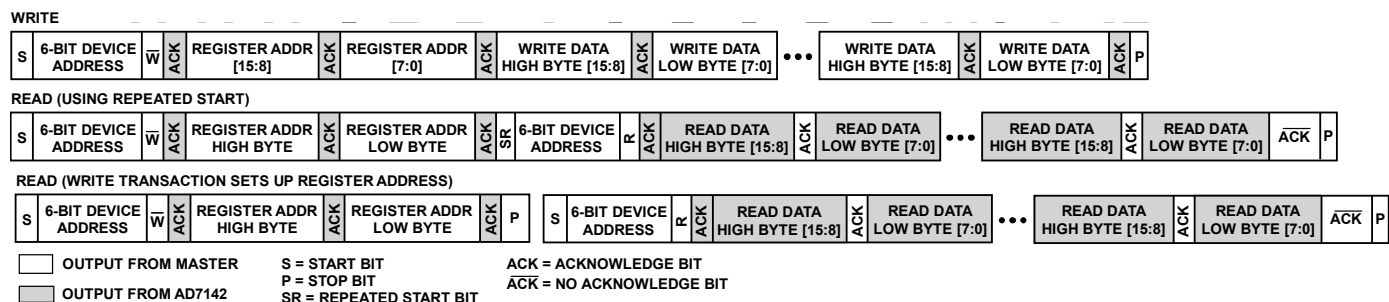 WRITE
S 6-BIT DEVICE ADDRESS W̅ ACK REGISTER ADDR [15:8] ACK REGISTER ADDR [7:0] ACK WRITE DATA HIGH BYTE [15:8] ACK WRITE DATA LOW BYTE [7:0] ••• WRITE DATA HIGH BYTE [15:8] ACK WRITE DATA LOW BYTE [7:0] ACK P
READ (USING REPEATED START)
S 6-BIT DEVICE ADDRESS W̅ ACK REGISTER ADDR HIGH BYTE ACK REGISTER ADDR LOW BYTE ACK SR 6-BIT DEVICE ADDRESS R ACK READ DATA HIGH BYTE [15:8] ACK READ DATA LOW BYTE [7:0] ••• READ DATA HIGH BYTE [15:8] ACK READ DATA LOW BYTE [7:0] A̅C̅K̅ P
READ (WRITE TRANSACTION SETS UP REGISTER ADDRESS)
S 6-BIT DEVICE ADDRESS W̅ ACK REGISTER ADDR HIGH BYTE ACK REGISTER ADDR LOW BYTE ACK P S 6-BIT DEVICE ADDRESS R ACK READ DATA HIGH BYTE [15:8] ACK READ DATA LOW BYTE [7:0] ••• READ DATA HIGH BYTE [15:8] ACK READ DATA LOW BYTE [7:0] A̅C̅K̅ P
OUTPUT FROM MASTER
OUTPUT FROM AD7142
S = START BIT
P = STOP BIT
SR = REPEATED START BIT
ACK = ACKNOWLEDGE BIT
A̅C̅K̅ = NO ACKNOWLEDGE BIT